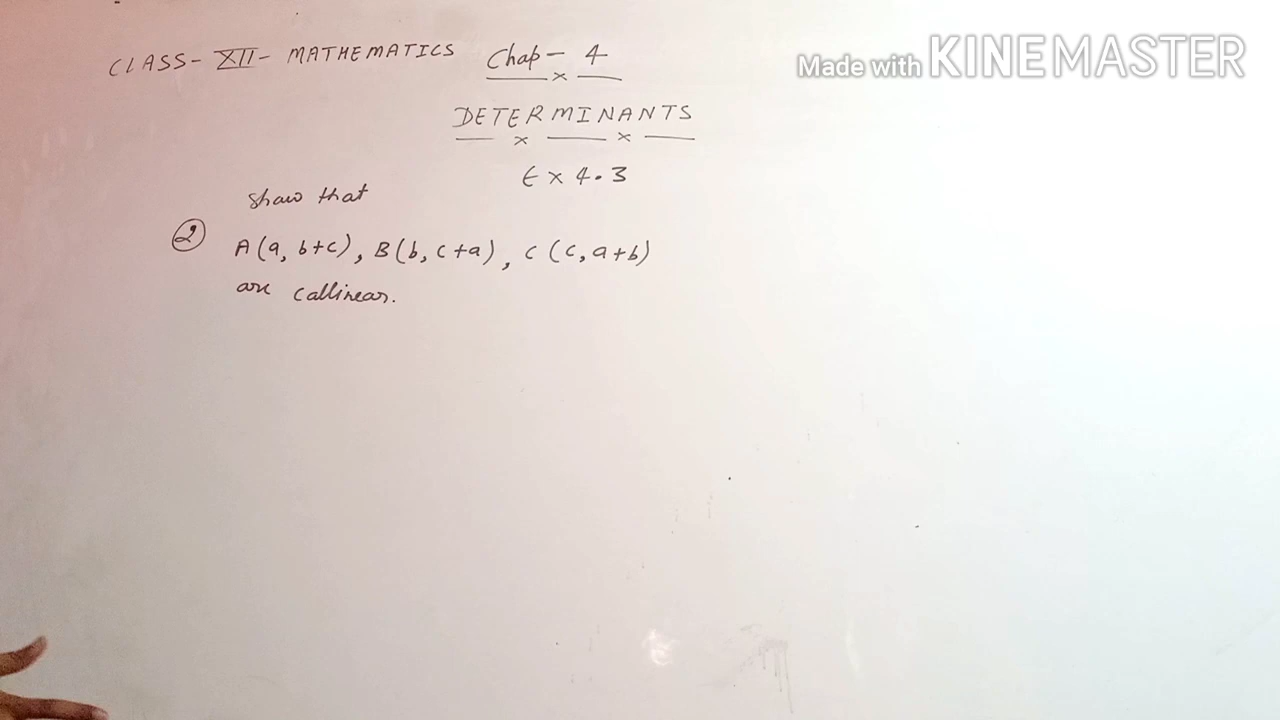 CLASS- XII- MATHEMATICS Chap- 4
Made with KINEMASTER
DETERMINANTS
Ex 4.3
show that
② A(a, b+c), B(b, c+a), C(c, a+b)
are callinear.